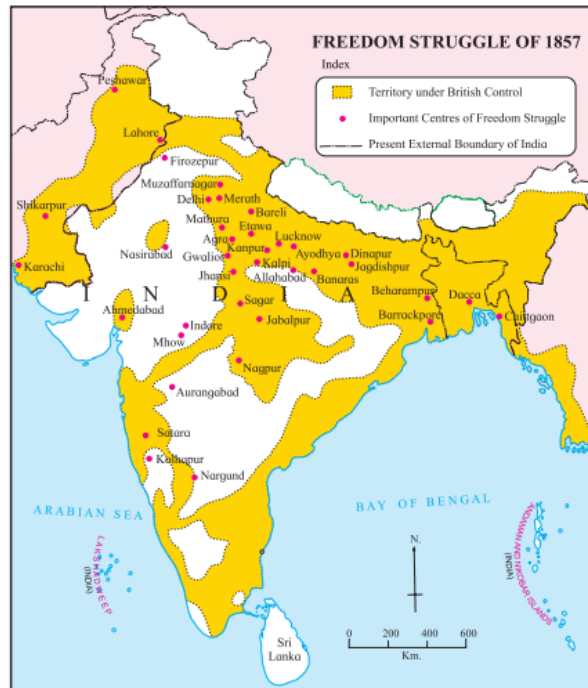 FREEDOM STRUGGLE OF 1857
Index
Territory under British Control
Important Centres of Freedom Struggle
Present External Boundary of India
Peshawar
Lahore
Firozepur
Muzaffarnagar
Delhi
Merath
Shikarpur
Bareli
Mathura
Etawa
Agra
Lucknow
Nasirabad
Kanpur
Ayodhya
Dinapur
Karachi
Gwalior
Kalpi
Jagdishpur
Jhansi
Allahabad
Banaras
I N D I A
Beharampur
Dacca
Sagar
Ahmedabad
Jabalpur
Barrackpore
Chittgaon
Indore
Mhow
Nagpur
Aurangabad
Satara
Kolhapur
Nargund
ARABIAN SEA
BAY OF BENGAL
LAKSHADWEEP
(INDIA)
ANDAMAN AND NIKOBAR ISLANDS
(INDIA)
N.
Sri
Lanka
0 200 400 600
Km.